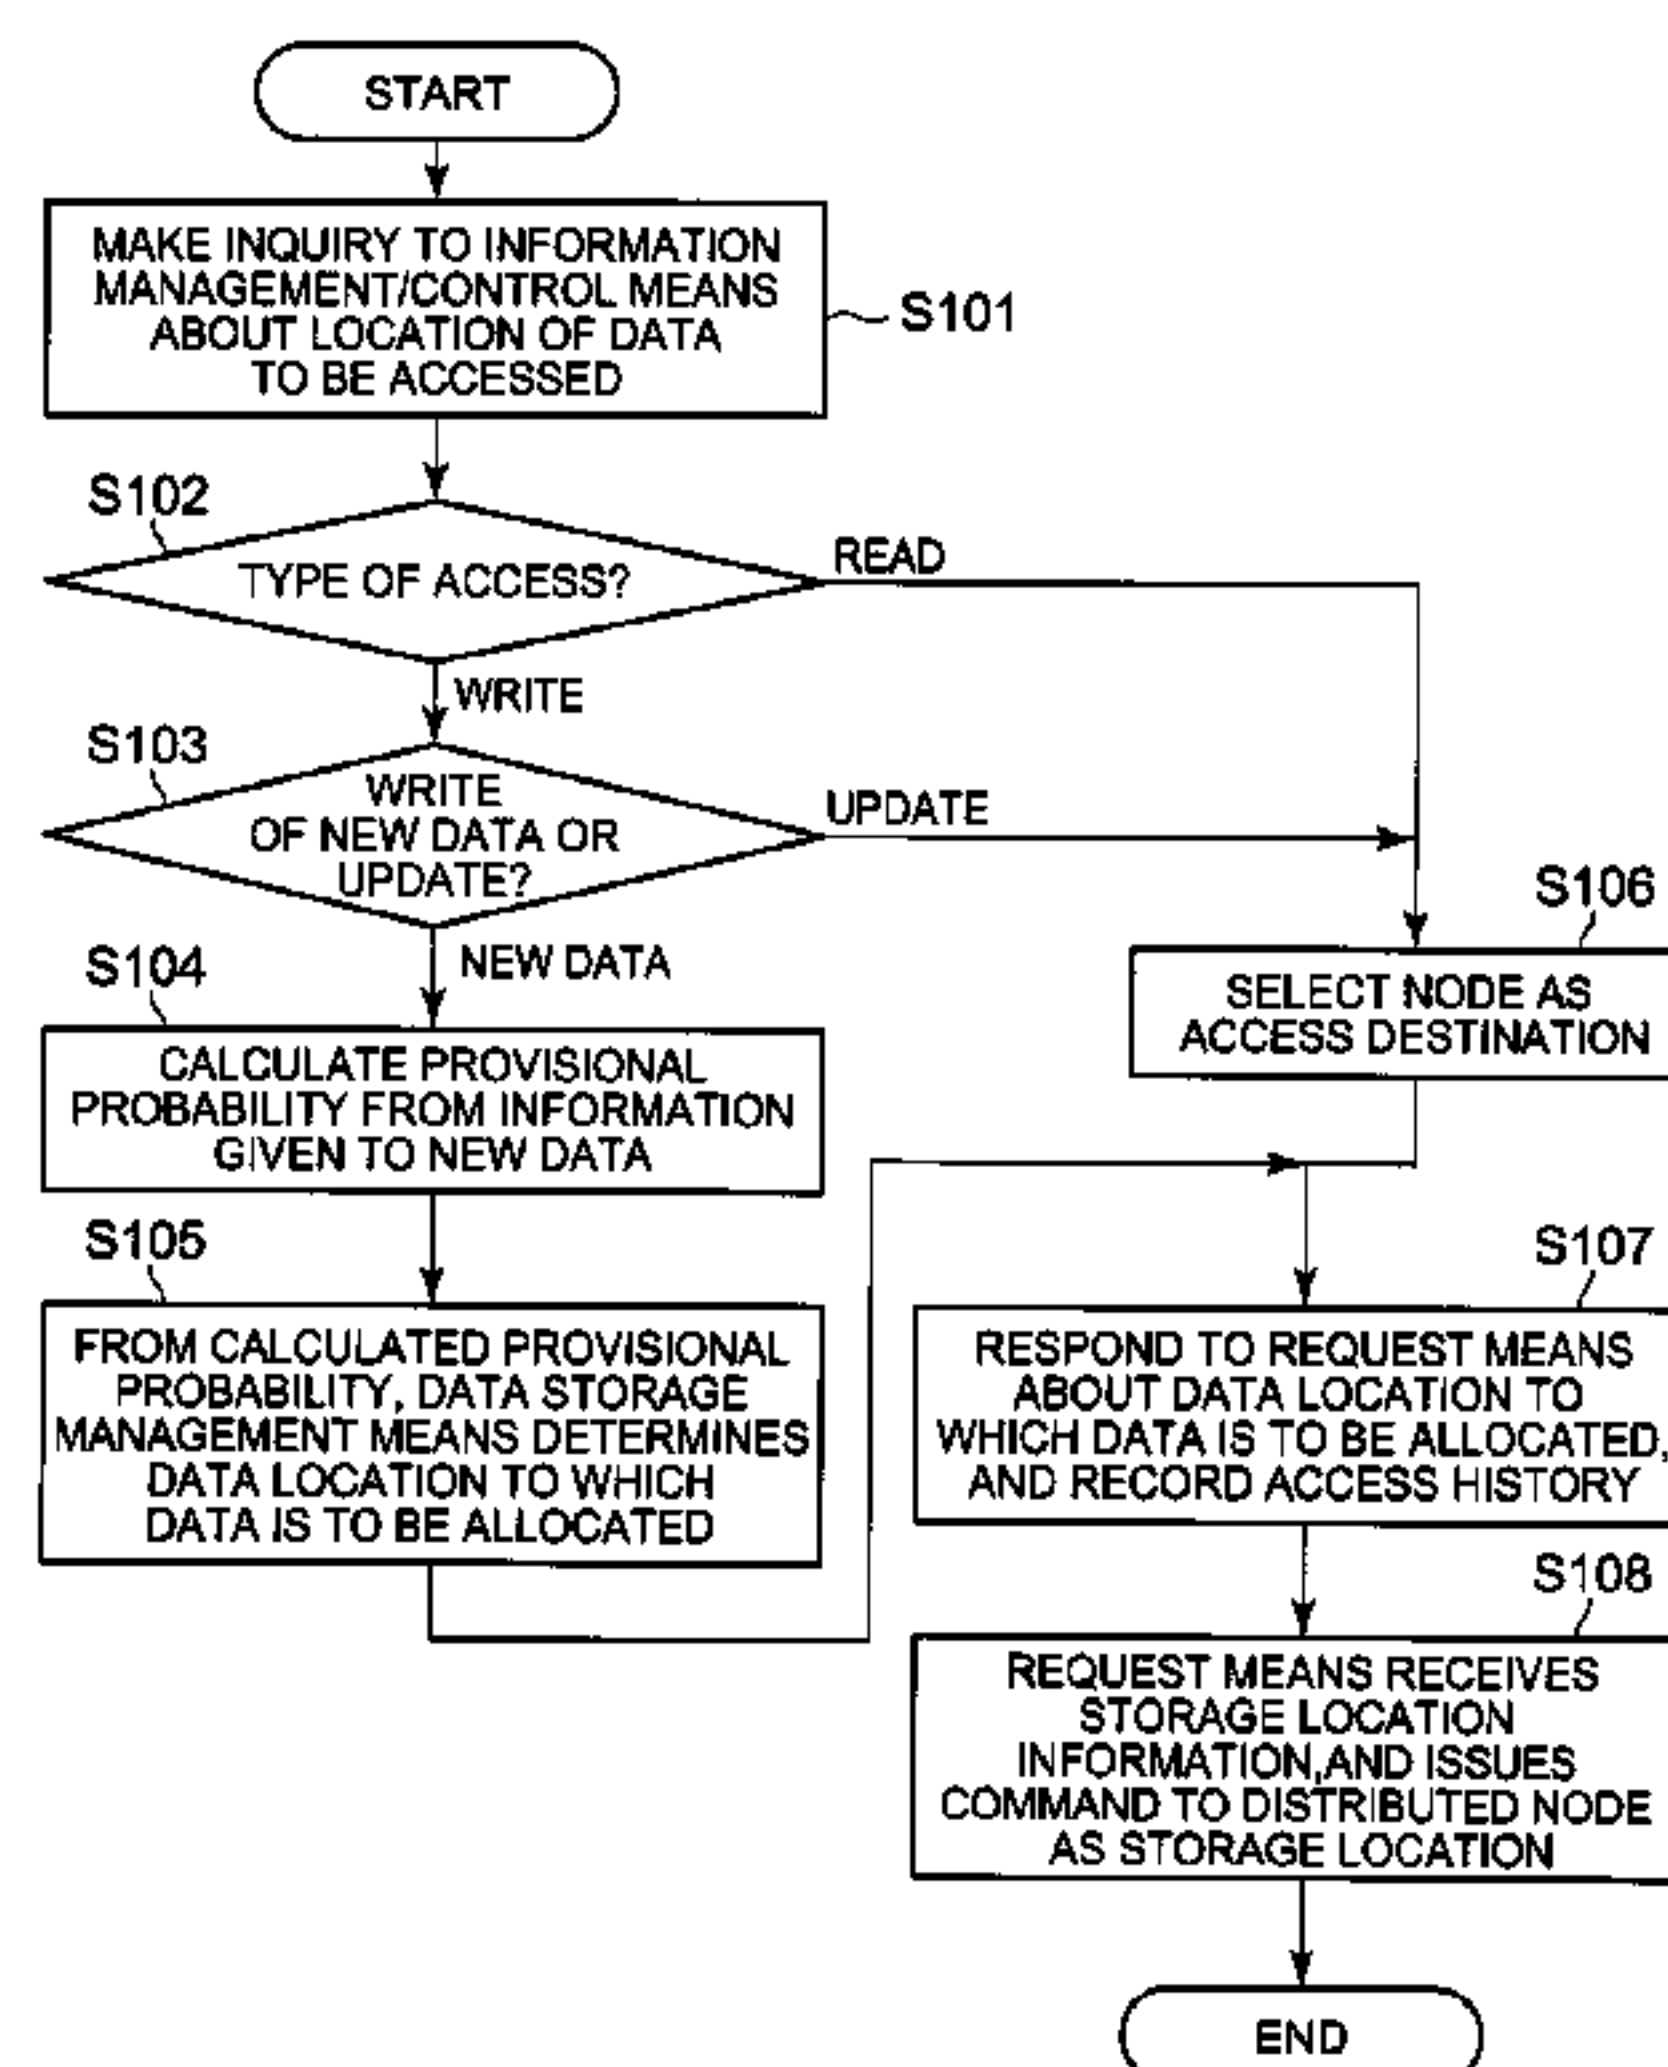 START
MAKE INQUIRY TO INFORMATION
MANAGEMENT/CONTROL MEANS
ABOUT LOCATION OF DATA
TO BE ACCESSED
S101
S102
TYPE OF ACCESS?
READ
WRITE
S103
WRITE
OF NEW DATA OR
UPDATE?
UPDATE
NEW DATA
S104
CALCULATE PROVISIONAL
PROBABILITY FROM INFORMATION
GIVEN TO NEW DATA
S105
FROM CALCULATED PROVISIONAL
PROBABILITY, DATA STORAGE
MANAGEMENT MEANS DETERMINES
DATA LOCATION TO WHICH
DATA IS TO BE ALLOCATED
S106
SELECT NODE AS
ACCESS DESTINATION
S107
RESPOND TO REQUEST MEANS
ABOUT DATA LOCATION TO
WHICH DATA IS TO BE ALLOCATED,
AND RECORD ACCESS HISTORY
S108
REQUEST MEANS RECEIVES
STORAGE LOCATION
INFORMATION,AND ISSUES
COMMAND TO DISTRIBUTED NODE
AS STORAGE LOCATION
END